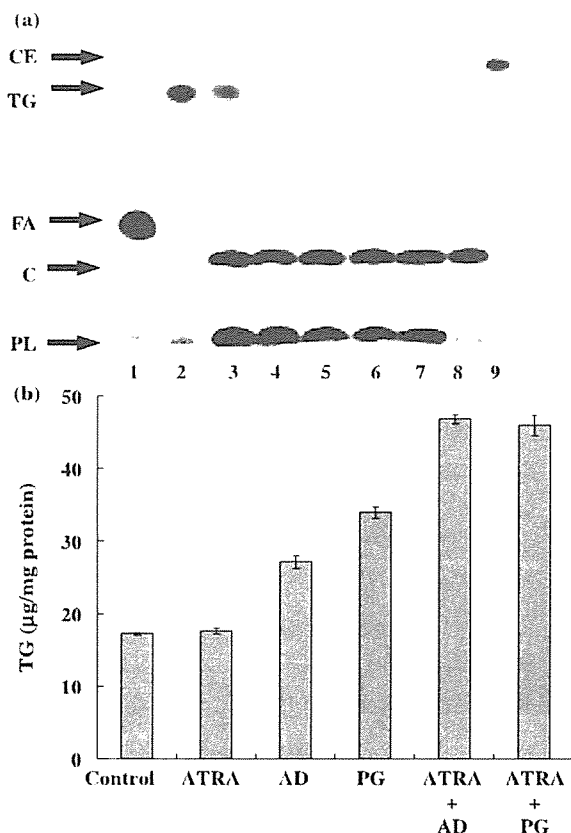 (a)
CE
TG
FA
C
PL
1 2 3 4 5 6 7 8 9
(b)
50
40
30
20
10
0
TG (µg/mg protein)
Control ATRA AD PG ATRA + AD ATRA + PG